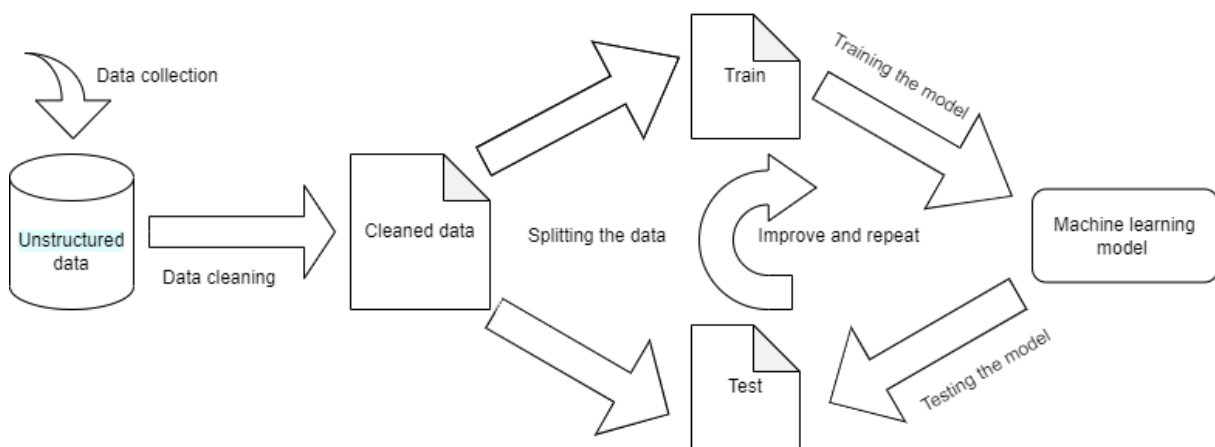 Data collection
Unstructured
data
Data cleaning
Cleaned data
Splitting the data
Train
Training the model
Improve and repeat
Machine learning
model
Testing the model
Test